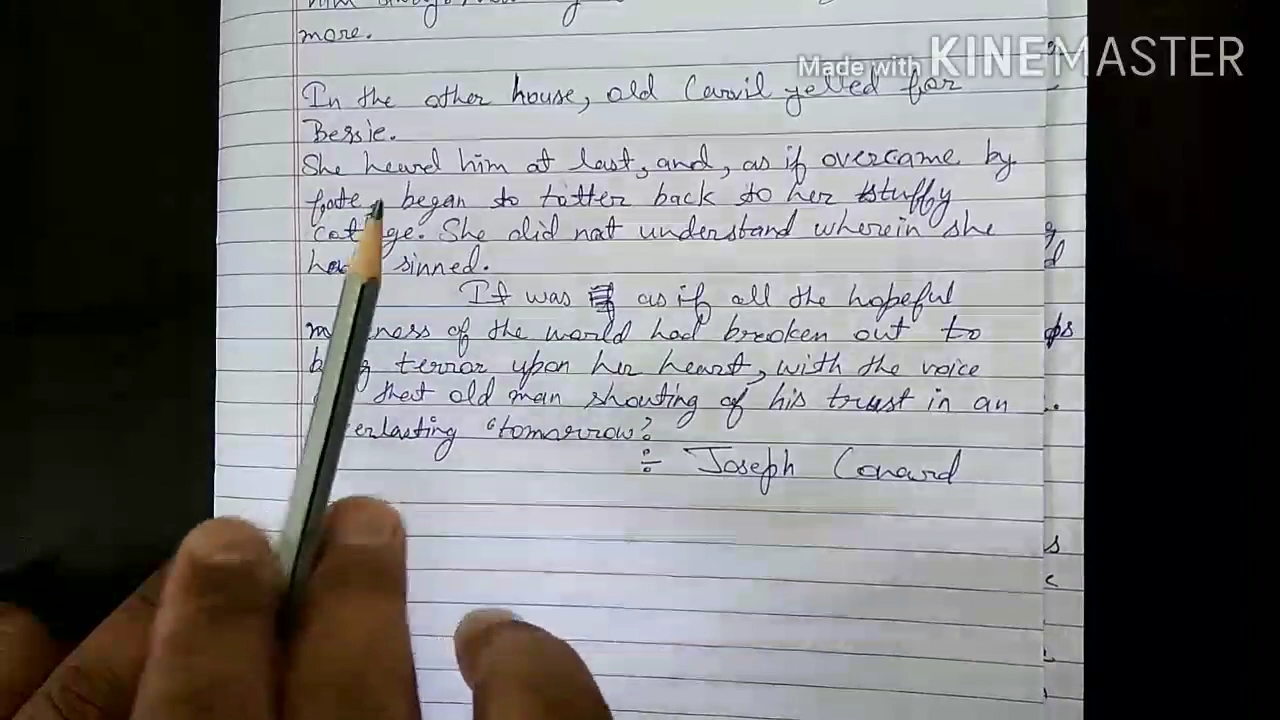 more.
Made with KINEMASTER
In the other house, old Carvil yelled for
Bessie.
She heard him at last, and, as if overcame by
fate, began to totter back to her stuffy
cottage. She did not understand wherein she
had sinned.
It was as if all the hopeful
ness of the world had broken out to
terror upon her heart, with the voice
that old man shouting of his trust in an
erlasting "tomorrow?
÷ Joseph Conard